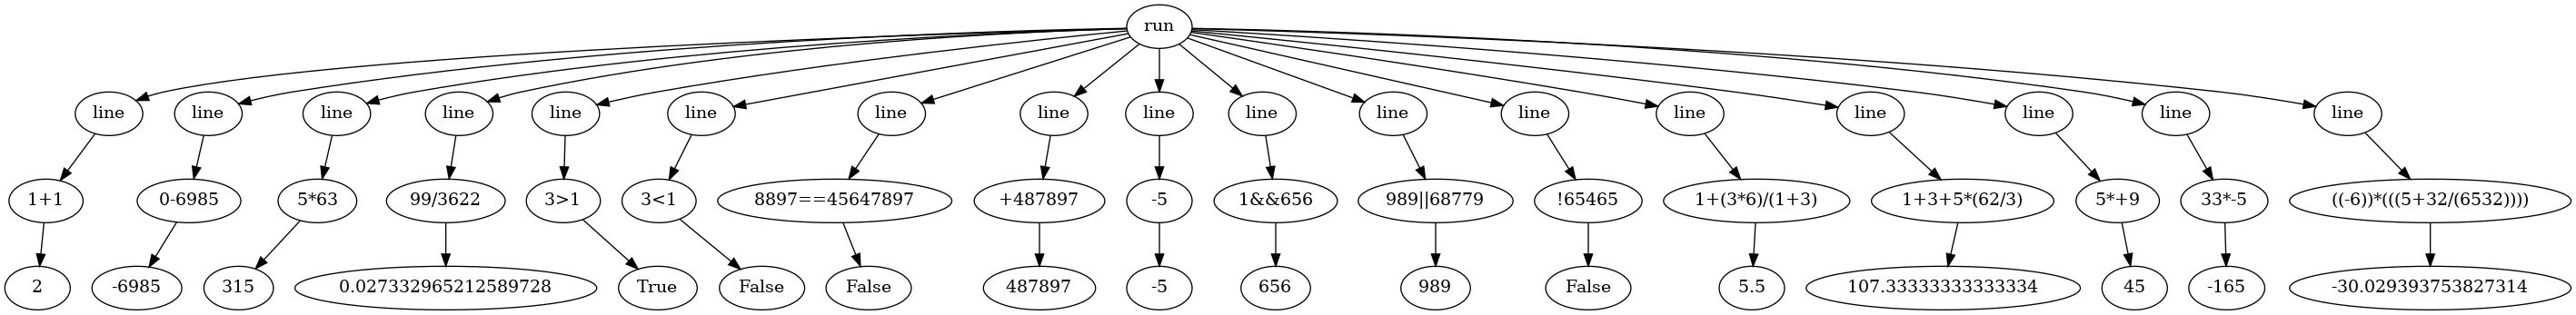 run
line line line line line line line line line line line line line line line line line
1+1 0-6985 5*63 99/3622 3>1 3<1 8897==45647897 +487897 -5 1&&656 989||68779 !65465 1+(3*6)/(1+3) 1+3+5*(62/3) 5*+9 33*-5 ((-6))*(((5+32/(6532))))
2 -6985 315 0.027332965212589728 True False False 487897 -5 656 989 False 5.5 107.33333333333334 45 -165 -30.029393753827314